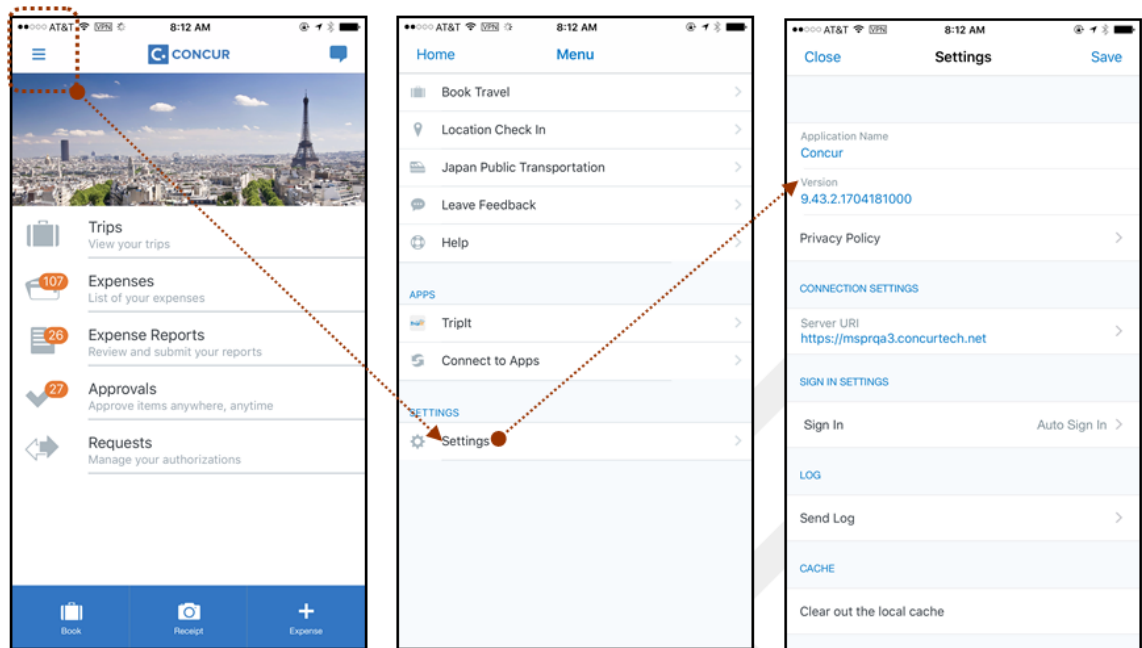 AT&T VPN 8:12 AM
C. CONCUR
Trips
View your trips
107
Expenses
List of your expenses
26
Expense Reports
Review and submit your reports
27
Approvals
Approve items anywhere, anytime
Requests
Manage your authorizations
Book Receipt Expense
AT&T VPN 8:12 AM
Home Menu
Book Travel
Location Check In
Japan Public Transportation
Leave Feedback
Help
APPS
TripIt
Connect to Apps
SETTINGS
Settings
AT&T VPN 8:12 AM
Close Settings Save
Application Name
Concur
Version
9.43.2.1704181000
Privacy Policy
CONNECTION SETTINGS
Server URI
https://msprqa3.concurtech.net
SIGN IN SETTINGS
Sign In Auto Sign In
LOG
Send Log
CACHE
Clear out the local cache